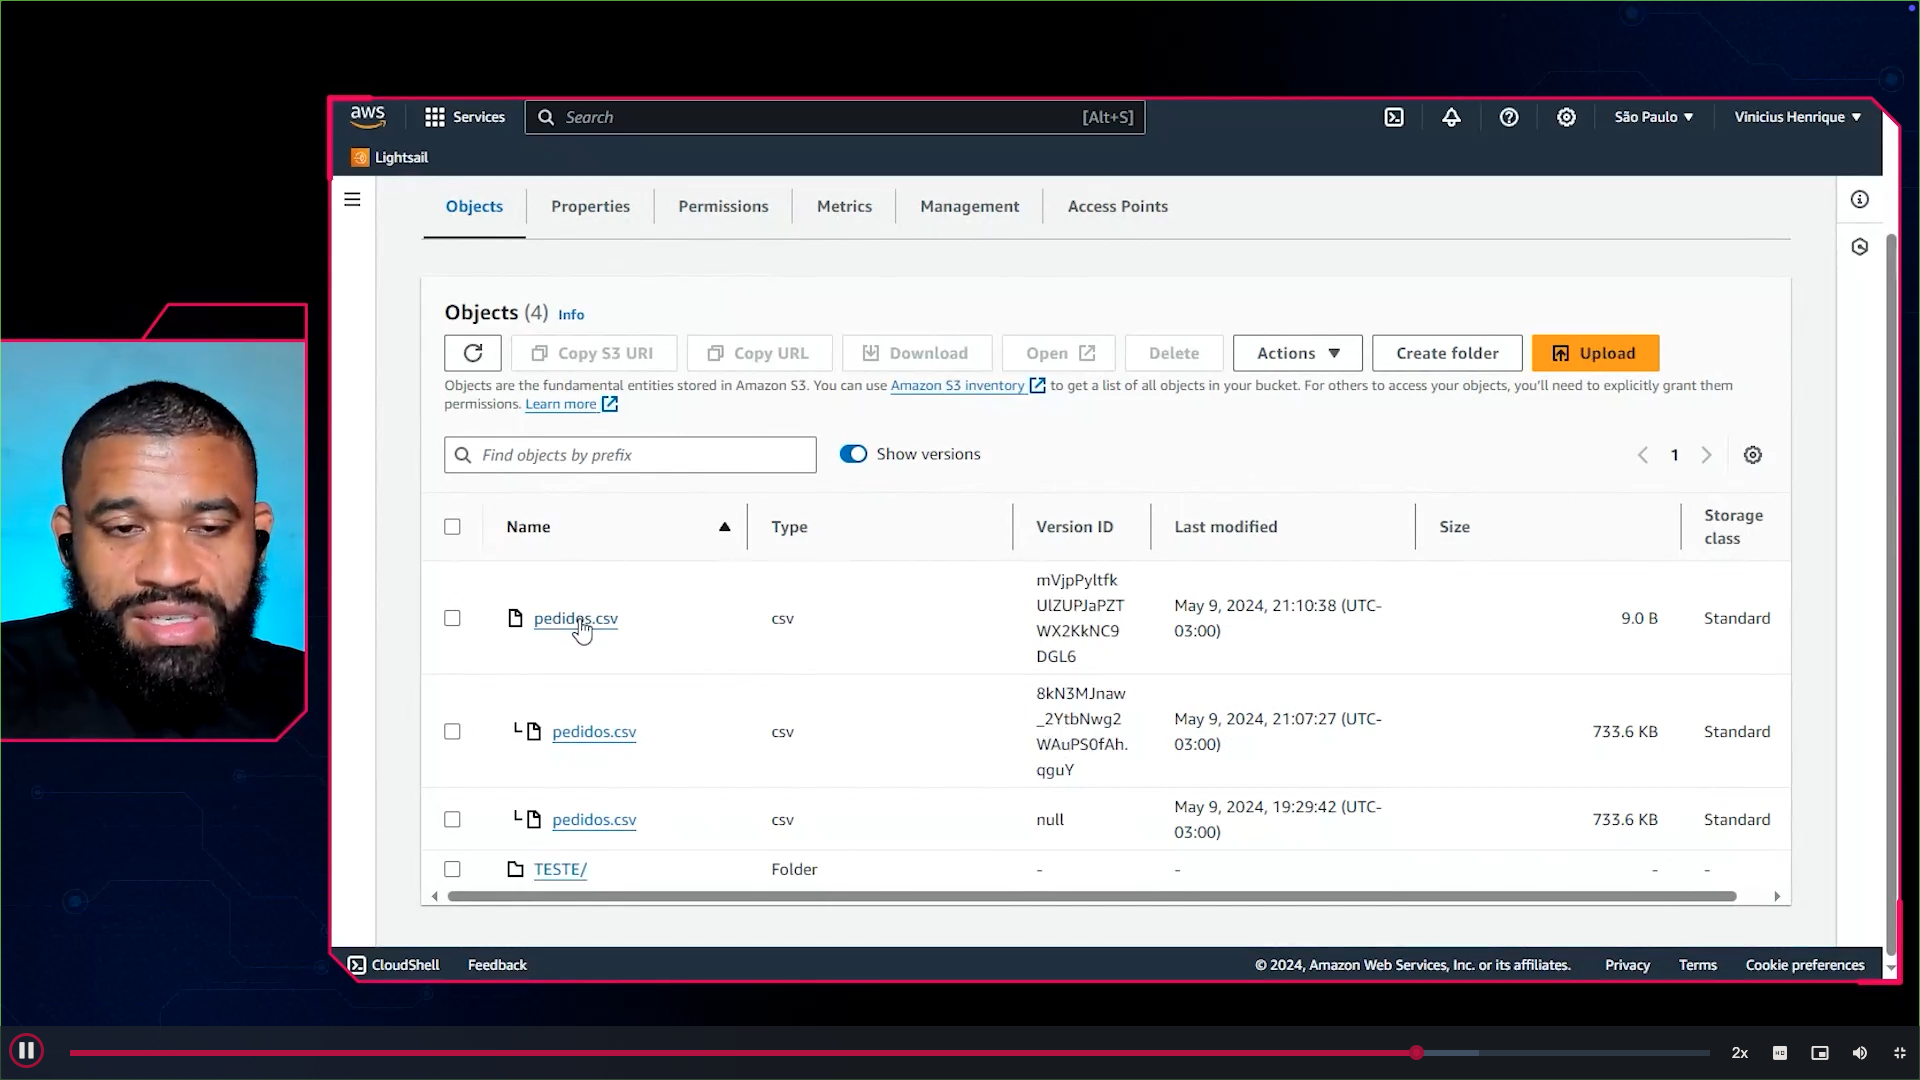 aws
Services
Search
[Alt+S]
São Paulo ▼
Vinicius Henrique ▼
Lightsail
Objects
Properties
Permissions
Metrics
Management
Access Points
Objects (4) Info
Copy S3 URI
Copy URL
Download
Open
Delete
Actions ▼
Create folder
Upload
Objects are the fundamental entities stored in Amazon S3. You can use Amazon S3 inventory to get a list of all objects in your bucket. For others to access your objects, you'll need to explicitly grant them
permissions. Learn more
Find objects by prefix
Show versions
1
Name
Type
Version ID
Last modified
Size
Storage
class
pedidos.csv
csv
mVjpPyltfk
UlZUPJaPZT
WX2KkNC9
DGL6
May 9, 2024, 21:10:38 (UTC-
03:00)
9.0 B
Standard
pedidos.csv
csv
8kN3MJnaw
_2YtbNwg2
WAuPS0fAh.
qguY
May 9, 2024, 21:07:27 (UTC-
03:00)
733.6 KB
Standard
pedidos.csv
csv
null
May 9, 2024, 19:29:42 (UTC-
03:00)
733.6 KB
Standard
TESTE/
Folder
-
-
-
-
CloudShell
Feedback
© 2024, Amazon Web Services, Inc. or its affiliates.
Privacy
Terms
Cookie preferences
2x
HD